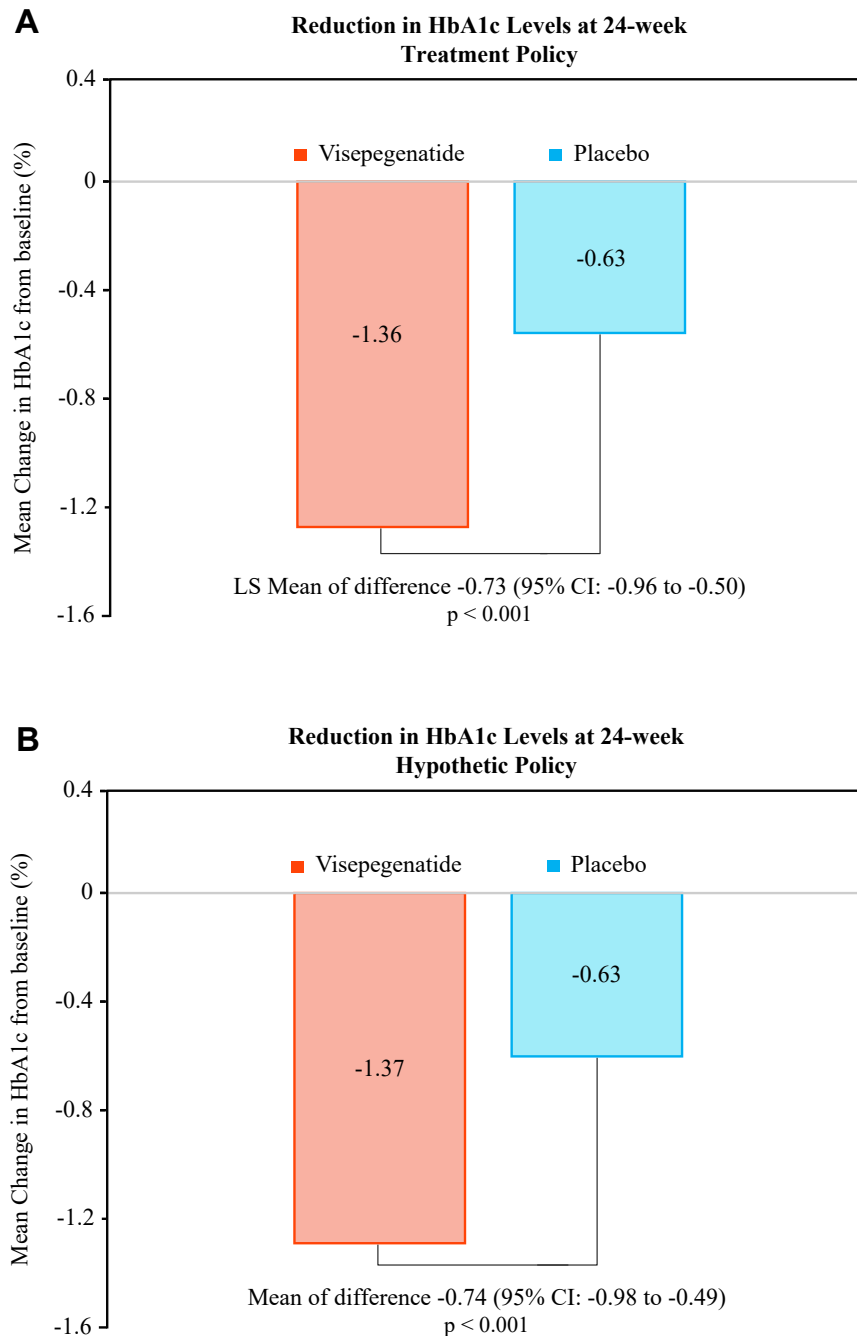 A
Reduction in HbA1c Levels at 24-week
Treatment Policy
Mean Change in HbA1c from baseline (%)
0.4
0
-0.4
-0.8
-1.2
-1.6
Visepegenatide
Placebo
-1.36
-0.63
LS Mean of difference -0.73 (95% CI: -0.96 to -0.50)
p < 0.001
B
Reduction in HbA1c Levels at 24-week
Hypothetic Policy
Mean Change in HbA1c from baseline (%)
0.4
0
-0.4
-0.8
-1.2
-1.6
Visepegenatide
Placebo
-1.37
-0.63
Mean of difference -0.74 (95% CI: -0.98 to -0.49)
p < 0.001